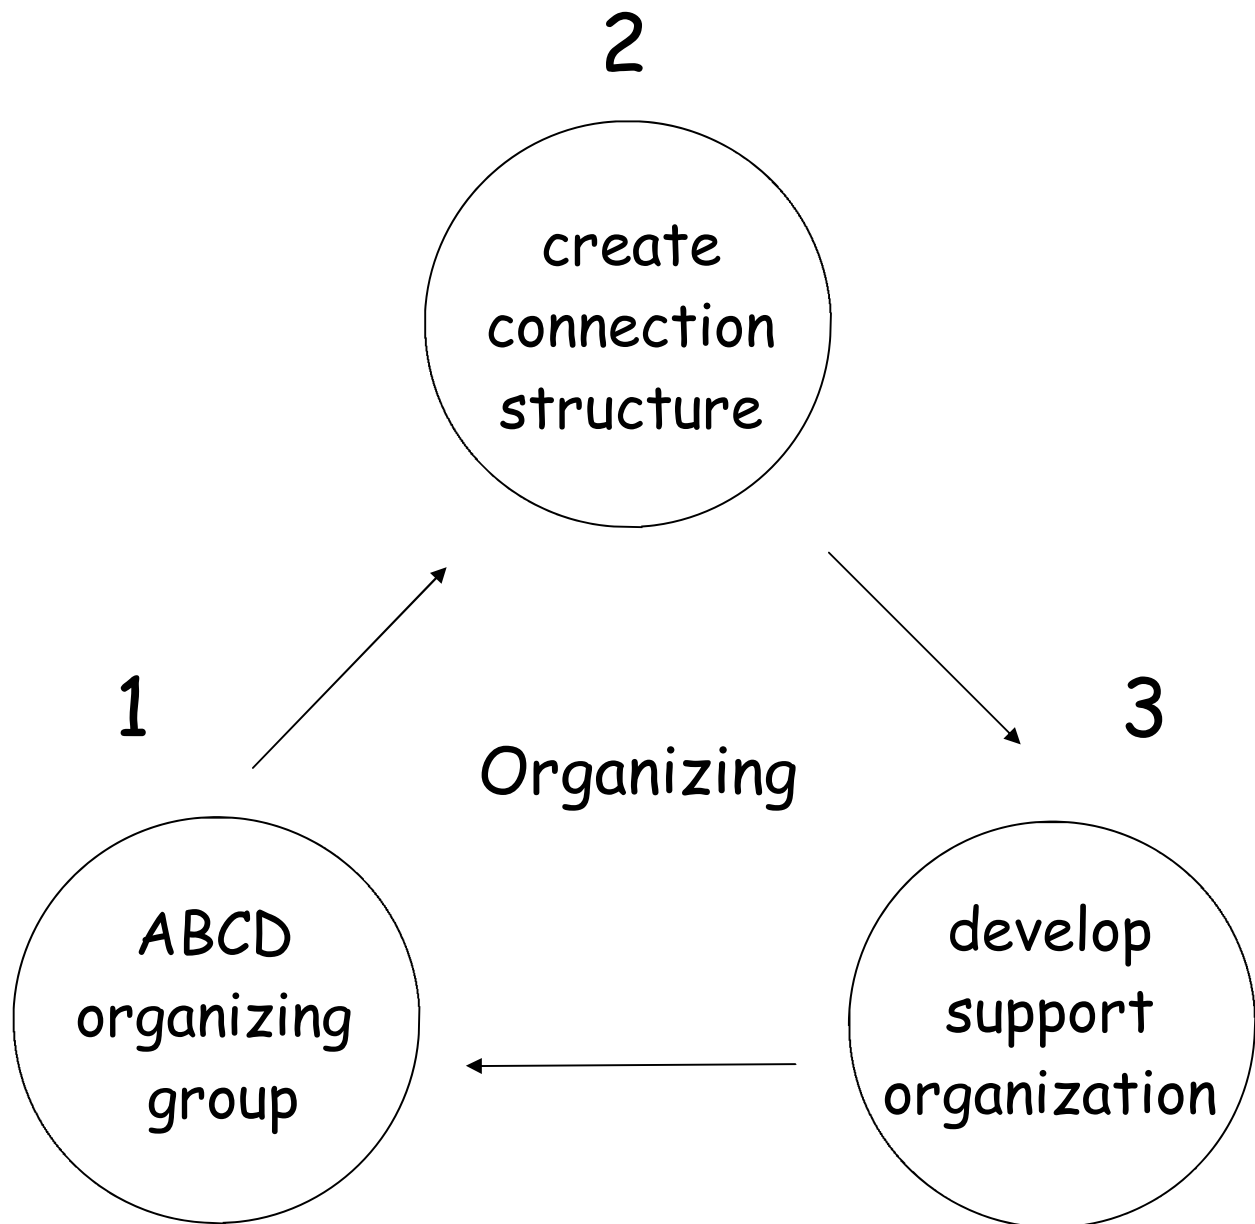 2
create
connection
structure
1
3
Organizing
ABCD
organizing
group
develop
support
organization